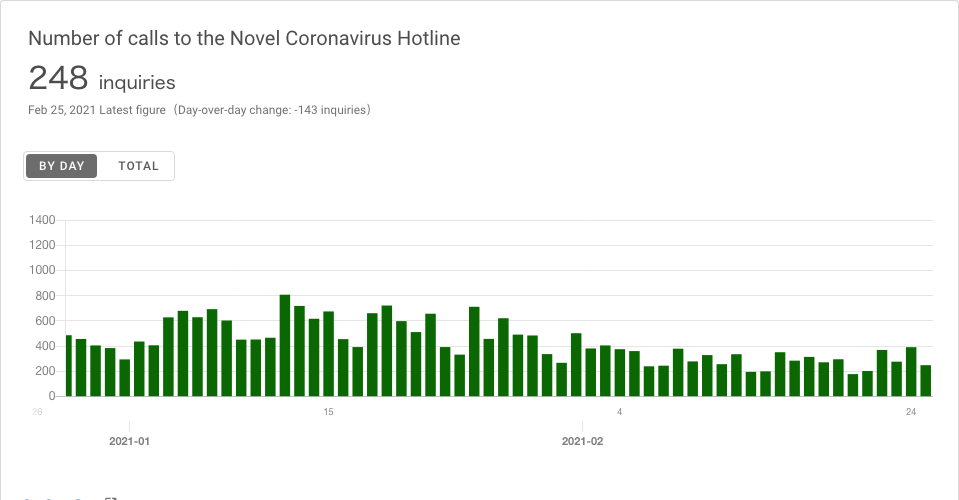 Number of calls to the Novel Coronavirus Hotline
248 inquiries
Feb 25, 2021 Latest figure（Day-over-day change: -143 inquiries）
BY DAY TOTAL
1400
1200
1000
800
600
400
200
0
26 15 4 24
2021-01 2021-02